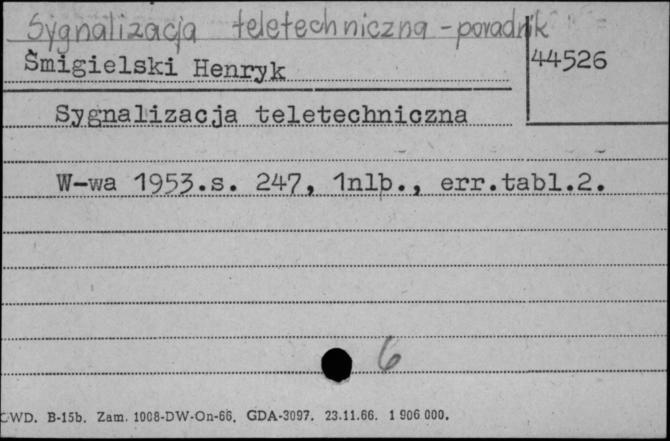 Sygnalizacja teletechniczna - poradnik
Śmigielski Henryk
44526
Sygnalizacja teletechniczna
W-wa 1953.s. 247, 1nlb., err.tabl.2.
6
CWD. B-15b. Zam. 1008-DW-On-66. GDA-3097. 23.11.66. 1 906 000.